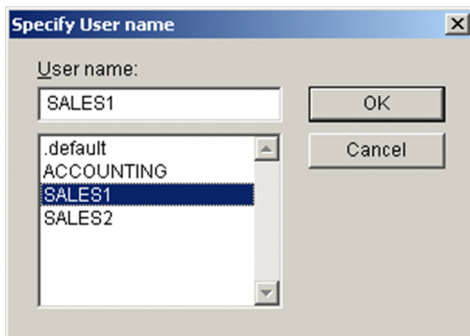 Specify User name
User name:
SALES1
OK
.default
Cancel
ACCOUNTING
SALES1
SALES2